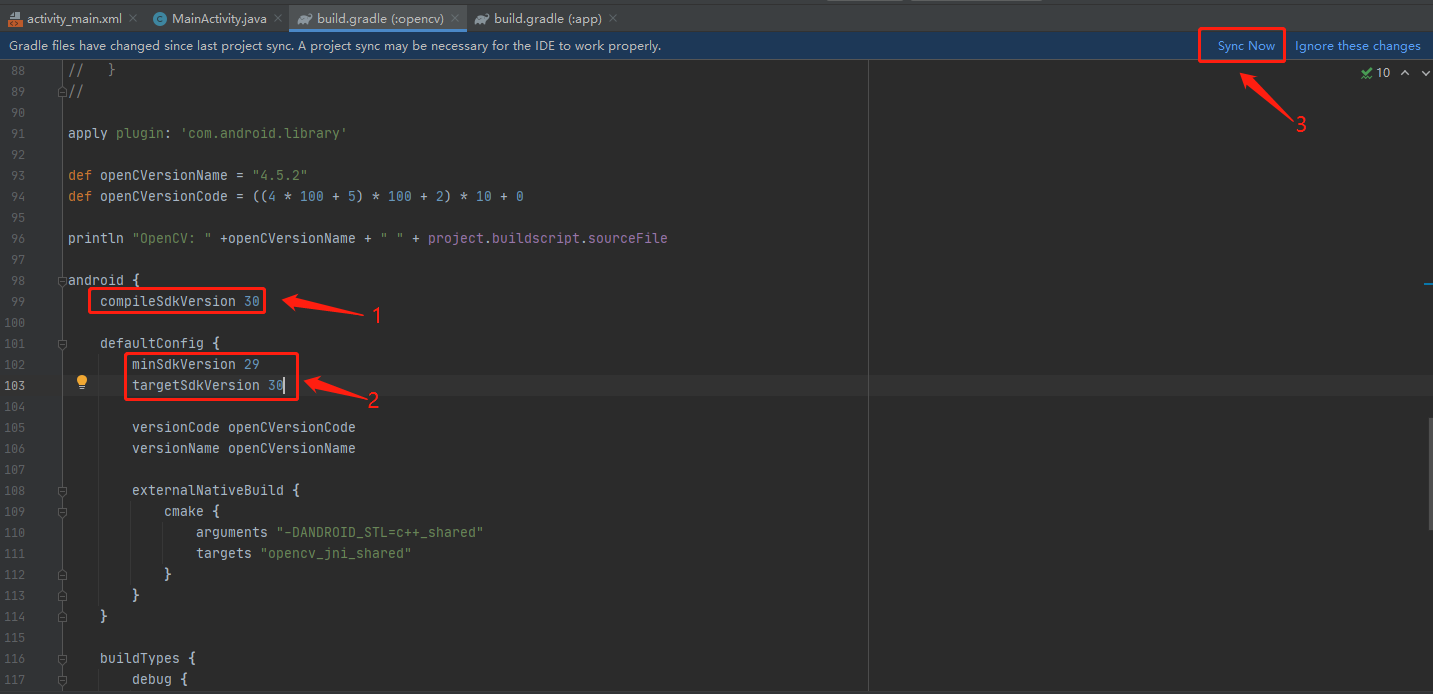 activity_main.xml MainActivity.java build.gradle (:opencv) build.gradle (:app)
Gradle files have changed since last project sync. A project sync may be necessary for the IDE to work properly. Sync Now Ignore these changes
88 // }
10
89 //
3
90
91 apply plugin: 'com.android.library'
92
93 def openCVersionName = "4.5.2"
94 def openCVersionCode = ((4 * 100 + 5) * 100 + 2) * 10 + 0
95
96 println "OpenCV: " +openCVersionName + " " + project.buildscript.sourceFile
97
98 android {
99 compileSdkVersion 30
1
100
101 defaultConfig {
102 minSdkVersion 29
103 targetSdkVersion 30
2
104
105 versionCode openCVersionCode
106 versionName openCVersionName
107
108 externalNativeBuild {
109 cmake {
110 arguments "-DANDROID_STL=c++_shared"
111 targets "opencv_jni_shared"
112 }
113 }
114 }
115
116 buildTypes {
117 debug {